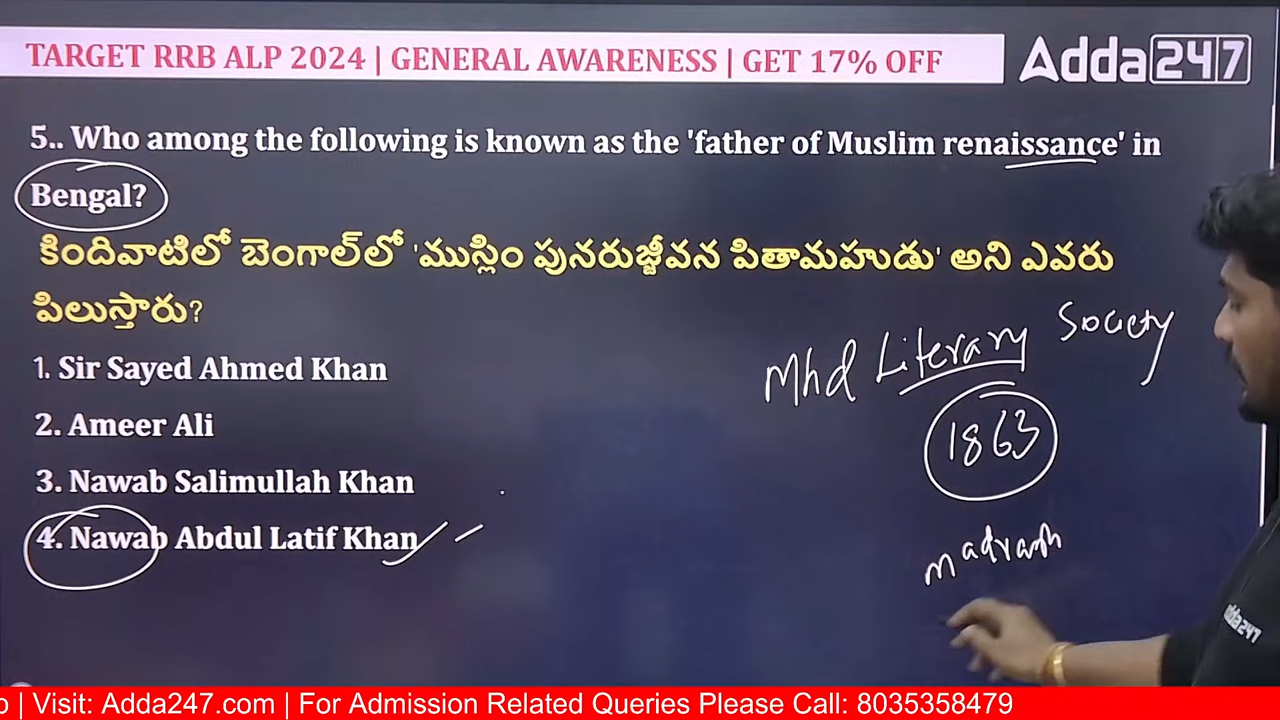 TARGET RRB ALP 2024 | GENERAL AWARENESS | GET 17% OFF
Adda247
5.. Who among the following is known as the 'father of Muslim renaissance' in
Bengal?
కిందివాటిలో బెంగాల్‌లో 'ముస్లిం పునరుజ్జీవన పితామహుడు' అని ఎవరు
పిలుస్తారు?
1. Sir Sayed Ahmed Khan
2. Ameer Ali
3. Nawab Salimullah Khan
4. Nawab Abdul Latif Khan
Mhd Literary Society
1863
adda247
| Visit: Adda247.com | For Admission Related Queries Please Call: 8035358479